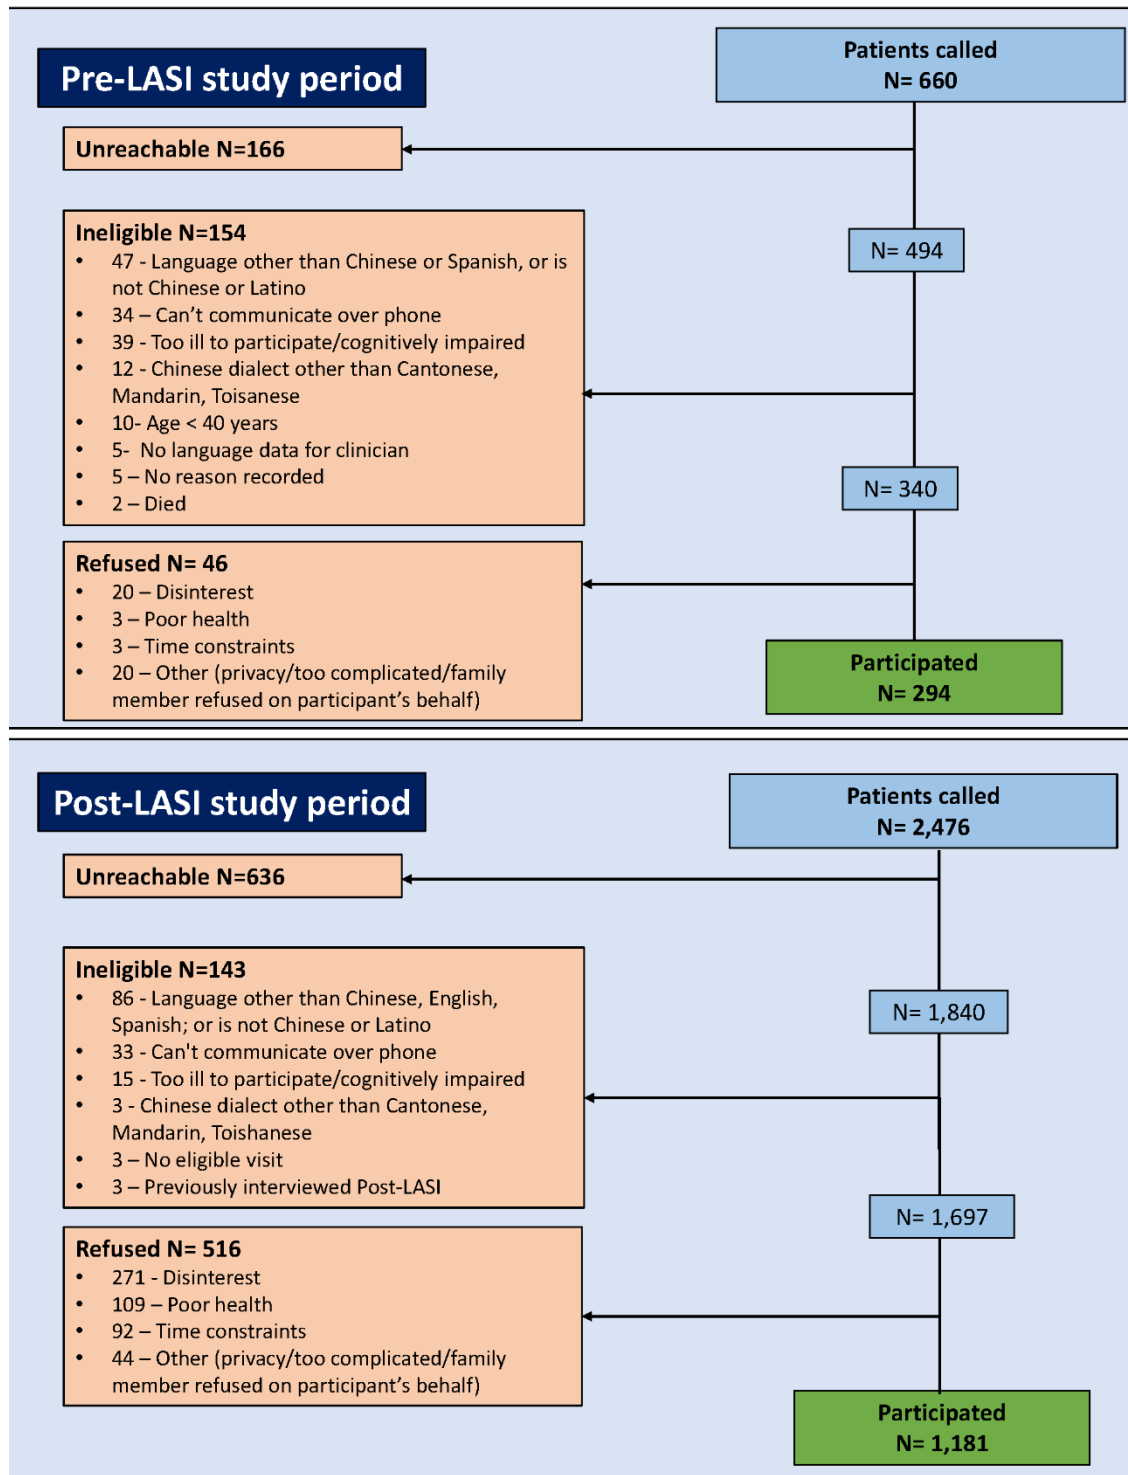 Pre-LASI study period
Patients called
N= 660
Unreachable N=166
Ineligible N=154
• 47 - Language other than Chinese or Spanish, or is
not Chinese or Latino
• 34 – Can’t communicate over phone
• 39 – Too ill to participate/cognitively impaired
• 12 - Chinese dialect other than Cantonese,
Mandarin, Toisanese
• 10- Age < 40 years
• 5- No language data for clinician
• 5 – No reason recorded
• 2 – Died
N= 494
N= 340
Refused N= 46
• 20 – Disinterest
• 3 – Poor health
• 3 – Time constraints
• 20 – Other (privacy/too complicated/family
member refused on participant’s behalf)
Participated
N= 294
Post-LASI study period
Patients called
N= 2,476
Unreachable N=636
Ineligible N=143
• 86 - Language other than Chinese, English,
Spanish; or is not Chinese or Latino
• 33 - Can't communicate over phone
• 15 - Too ill to participate/cognitively impaired
• 3 - Chinese dialect other than Cantonese,
Mandarin, Toishanese
• 3 – No eligible visit
• 3 – Previously interviewed Post-LASI
N= 1,840
N= 1,697
Refused N= 516
• 271 - Disinterest
• 109 – Poor health
• 92 – Time constraints
• 44 – Other (privacy/too complicated/family
member refused on participant’s behalf)
Participated
N= 1,181